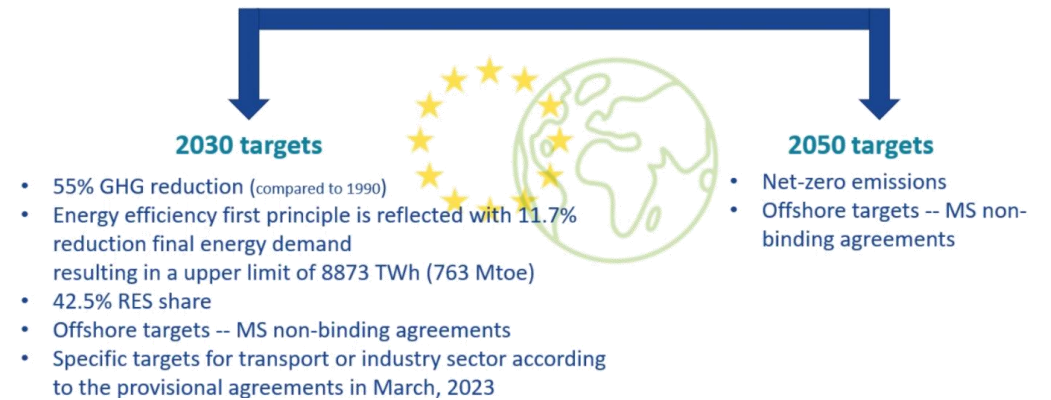 2030 targets
• 55% GHG reduction (compared to 1990)
• Energy efficiency first principle is reflected with 11.7%
reduction final energy demand
resulting in a upper limit of 8873 TWh (763 Mtoe)
• 42.5% RES share
• Offshore targets -- MS non-binding agreements
• Specific targets for transport or industry sector according
to the provisional agreements in March, 2023
2050 targets
• Net-zero emissions
• Offshore targets -- MS non-
binding agreements